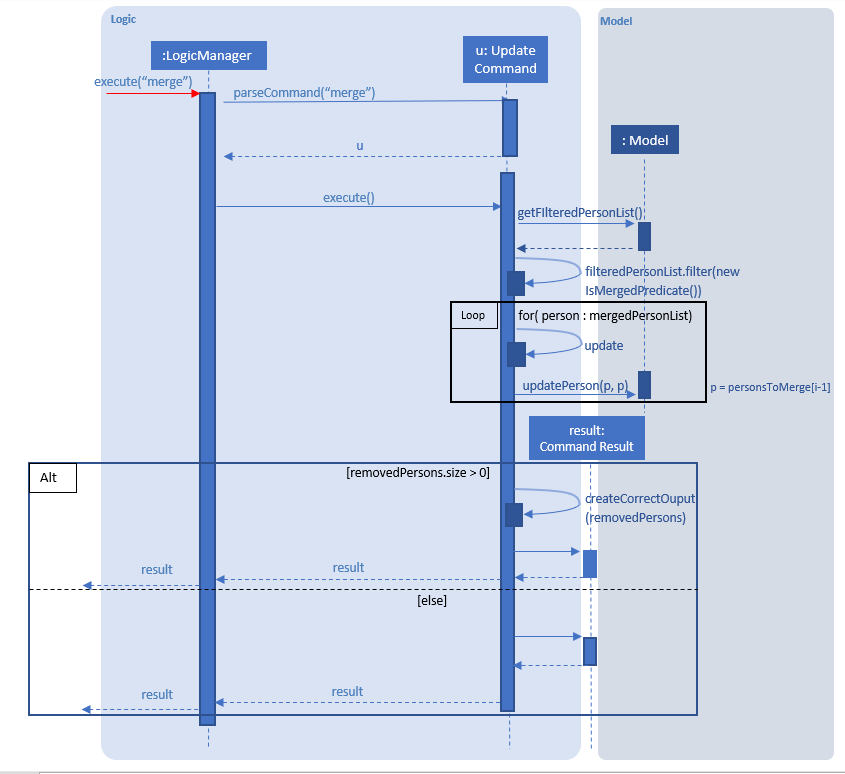 Logic
Model
:LogicManager
u: Update
Command
execute(“merge”)
parseCommand(“merge”)
: Model
u
execute()
getFIlteredPersonList()
filteredPersonList.filter(new
IsMergedPredicate())
Loop
for( person : mergedPersonList)
update
updatePerson(p, p)
p = personsToMerge[i-1]
result:
Command Result
Alt
[removedPersons.size > 0]
createCorrectOuput
(removedPersons)
result
result
[else]
result
result